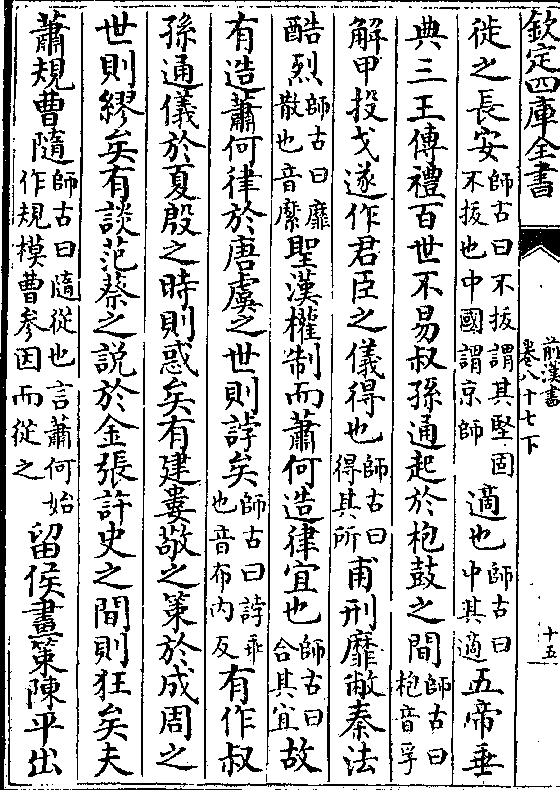 欽定四庫全書
前漢書
卷八十七下
十五
徙之長安師古曰不拔謂其堅固不拔也中國謂京師適也師古曰中其適五帝垂
典三王傳禮百世不易叔孫通起於枹鼓之間師古曰枹音孚
解甲投戈遂作君臣之儀得也師古曰得其所甫刑靡敝秦法
酷烈師古曰靡散也音縻聖漢權制而蕭何造律宜也師古曰合其宜故
有造蕭何律於唐虞之世則誖矣師古曰誖乖也音布內反有作叔
孫通儀於夏殷之時則惑矣有建婁敬之策於成周之
世則繆矣有談范蔡之說於金張許史之間則狂矣夫
蕭規曹隨師古曰隨從也言蕭何始作規模曹參因而從之留侯畫策陳平出